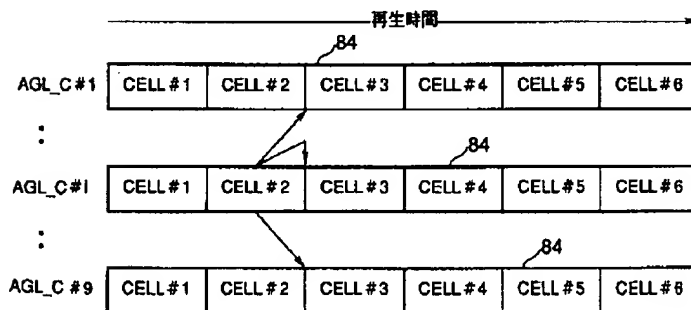 再生時間
84
AGL_C #1 CELL #1 CELL #2 CELL #3 CELL #4 CELL #5 CELL #6
84
AGL_C #i CELL #1 CELL #2 CELL #3 CELL #4 CELL #5 CELL #6
84
AGL_C #9 CELL #1 CELL #2 CELL #3 CELL #4 CELL #5 CELL #6